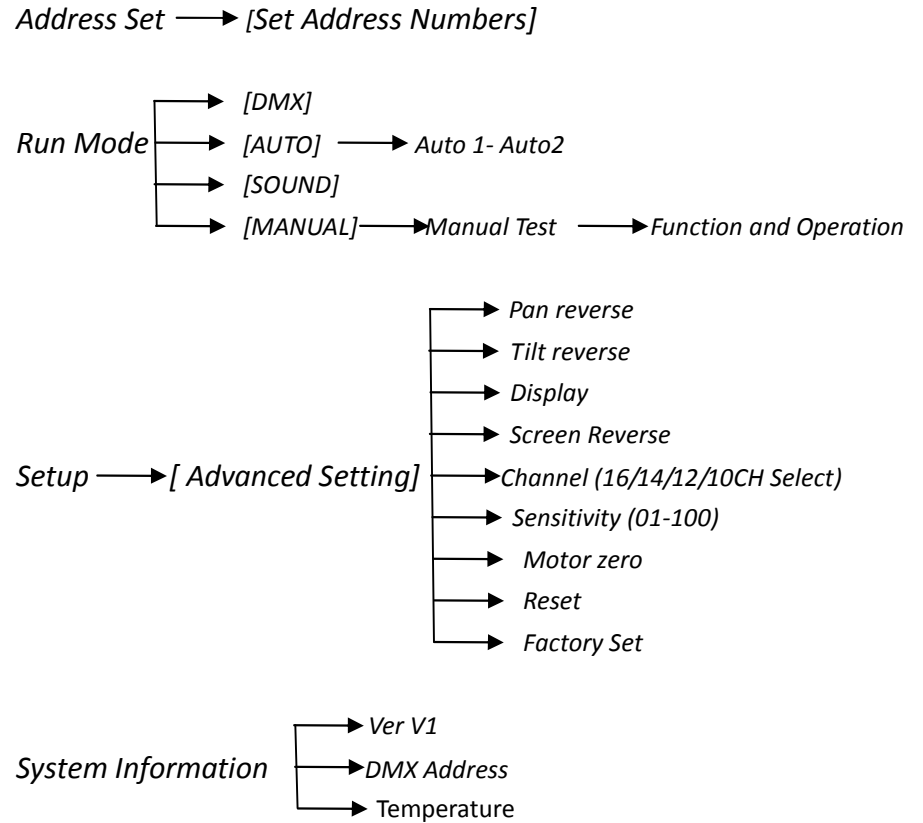 Address Set [Set Address Numbers]
[DMX]
Run Mode [AUTO] Auto 1- Auto2
[SOUND]
[MANUAL] Manual Test Function and Operation
Pan reverse
Tilt reverse
Display
Screen Reverse
Setup [ Advanced Setting] Channel (16/14/12/10CH Select)
Sensitivity (01-100)
Motor zero
Reset
Factory Set
Ver V1
System Information DMX Address
Temperature